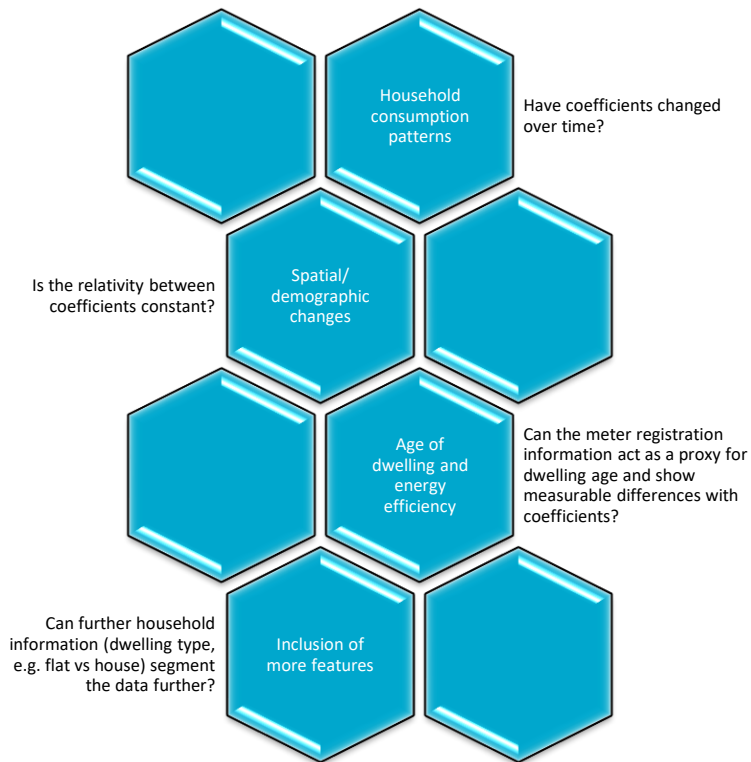 Household
consumption
patterns
Have coefficients changed
over time?
Is the relativity between
coefficients constant?
Spatial/
demographic
changes
Age of
dwelling and
energy
efficiency
Can the meter registration
information act as a proxy for
dwelling age and show
measurable differences with
coefficients?
Can further household
information (dwelling type,
e.g. flat vs house) segment
the data further?
Inclusion of
more features